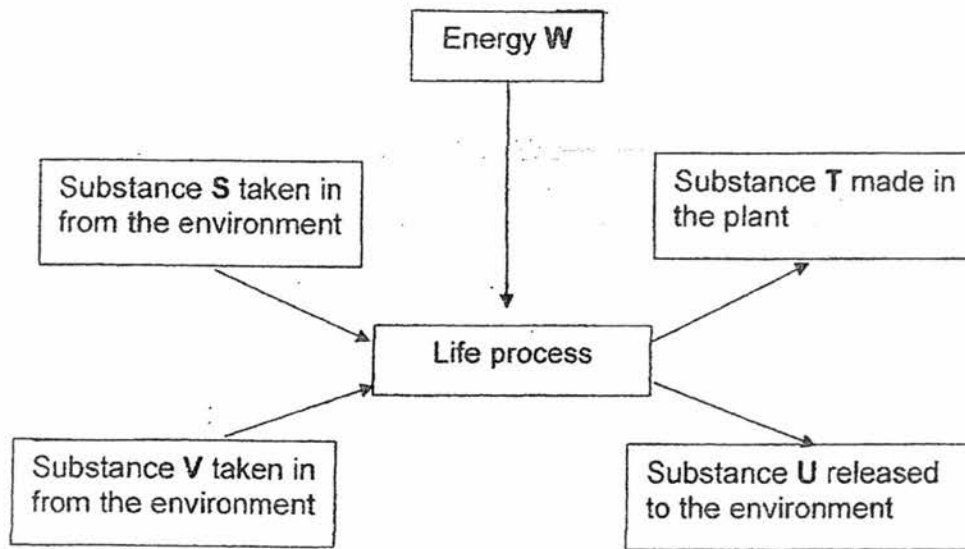 Energy W
Substance S taken in
from the environment
Substance T made in
the plant
Life process
Substance V taken in
from the environment
Substance U released
to the environment